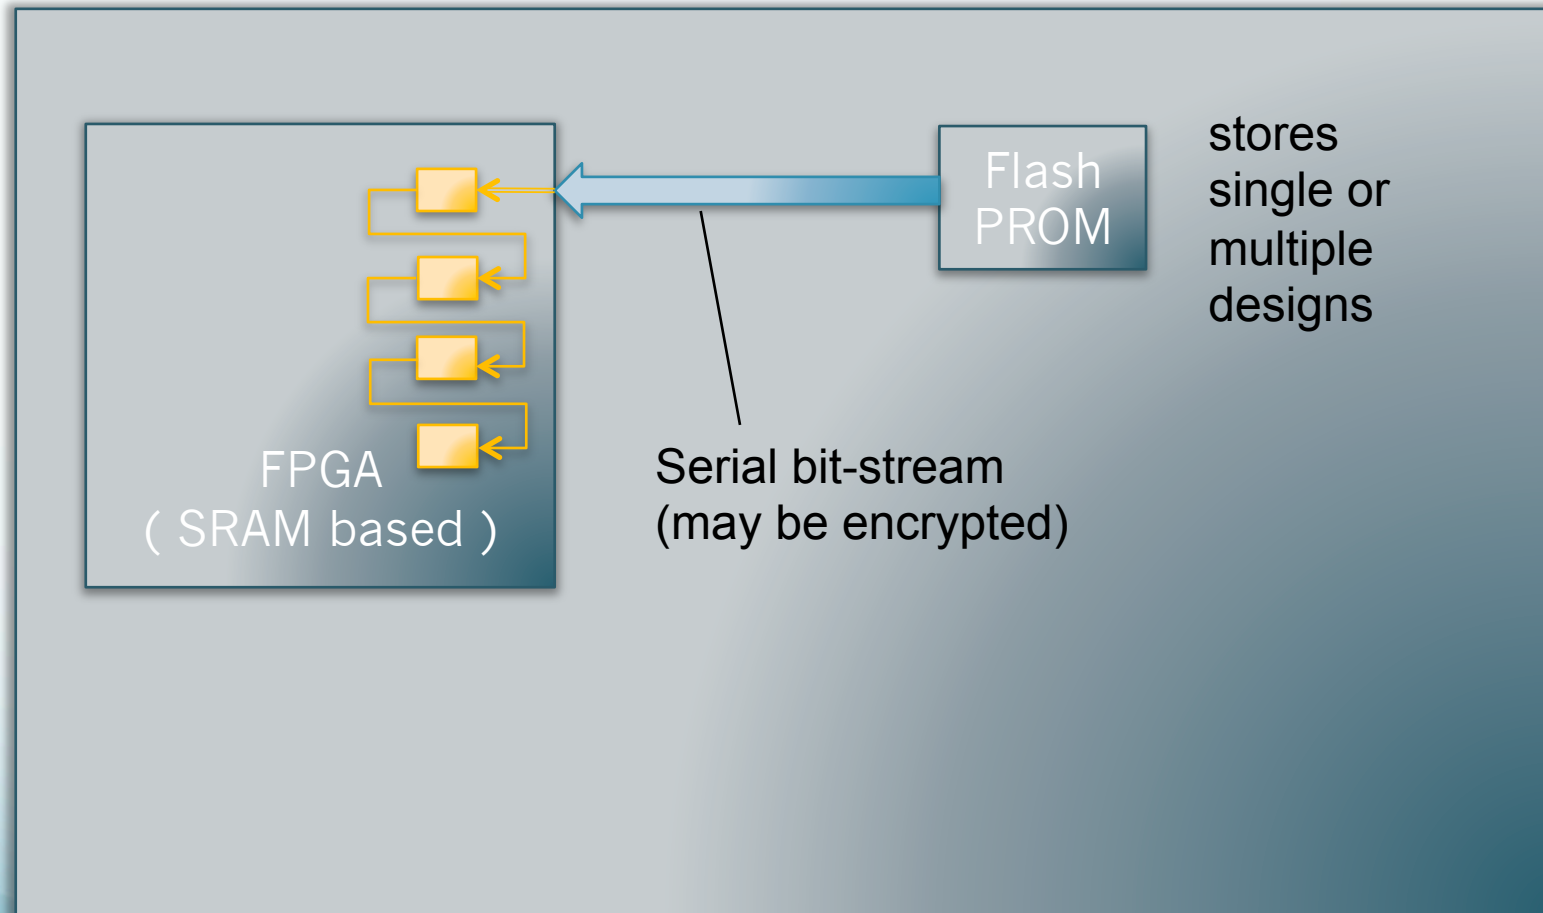 Flash
PROM
stores
single or
multiple
designs
FPGA
( SRAM based )
Serial bit-stream
(may be encrypted)